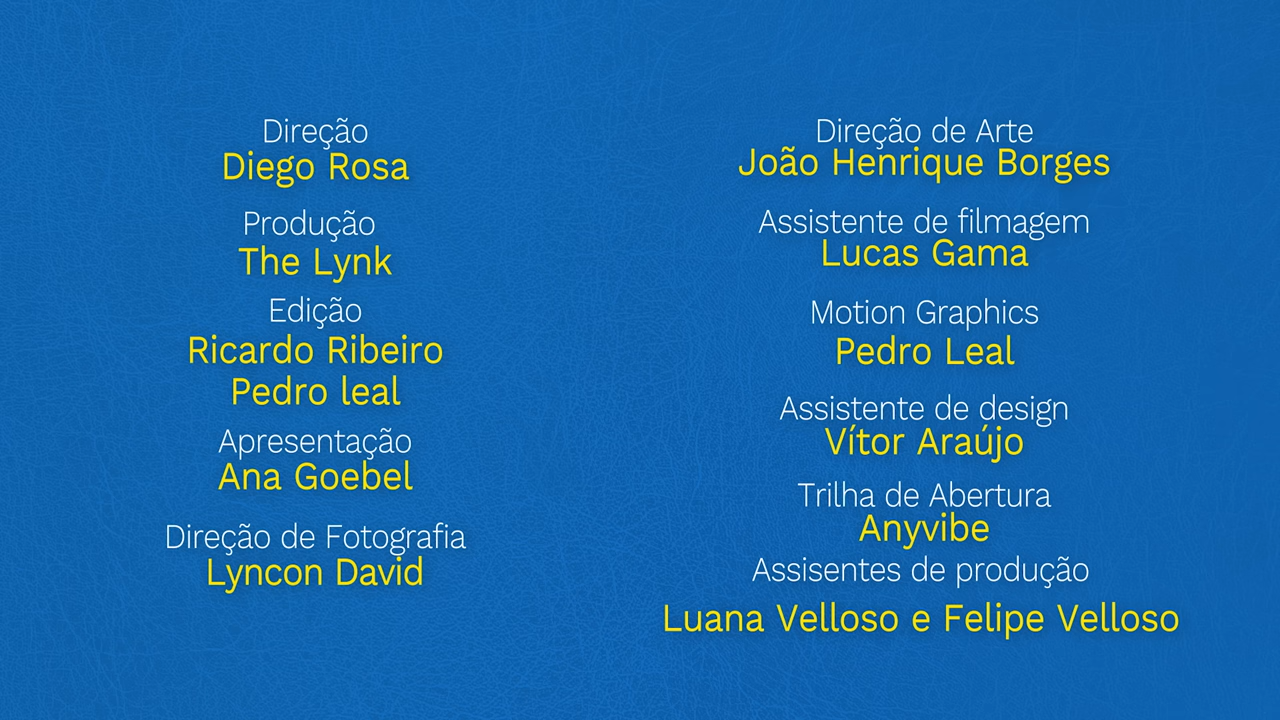 Direção
Diego Rosa
Produção
The Lynk
Edição
Ricardo Ribeiro
Pedro leal
Apresentação
Ana Goebel
Direção de Fotografia
Lyncon David
Direção de Arte
João Henrique Borges
Assistente de filmagem
Lucas Gama
Motion Graphics
Pedro Leal
Assistente de design
Vítor Araújo
Trilha de Abertura
Anyvibe
Assisentes de produção
Luana Velloso e Felipe Velloso